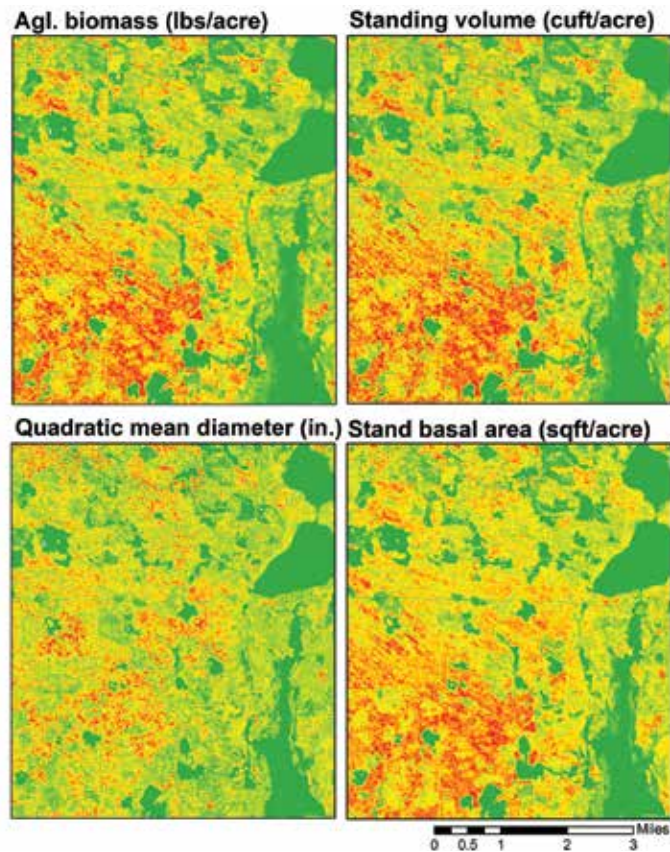 Agl. biomass (lbs/acre)
Standing volume (cuft/acre)
Quadratic mean diameter (in.)
Stand basal area (sqft/acre)
Miles
0 0.5 1 2 3